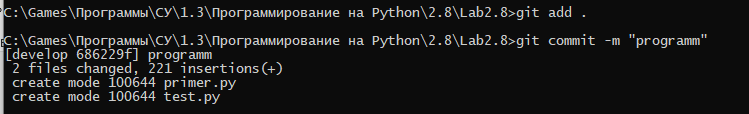 C:\Games\Программы\СУ\1.3\Программирование на Python\2.8\Lab2.8>git add .
C:\Games\Программы\СУ\1.3\Программирование на Python\2.8\Lab2.8>git commit -m "programm"
[develop 686229f] programm
2 files changed, 221 insertions(+)
create mode 100644 primer.py
create mode 100644 test.py